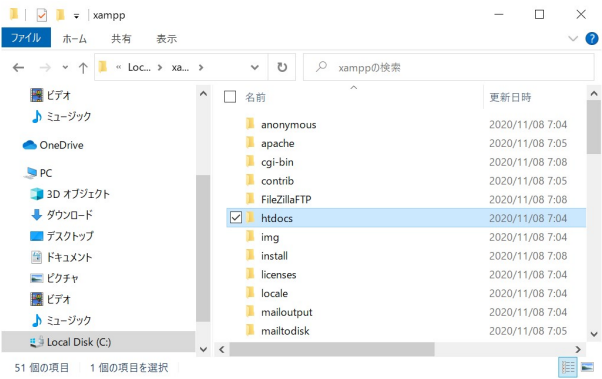 xampp
ファイル ホーム 共有 表示
« Loc... › xa... › xamppの検索
ビデオ
ミュージック
OneDrive
PC
3D オブジェクト
ダウンロード
デスクトップ
ドキュメント
ピクチャ
ビデオ
ミュージック
Local Disk (C:)
名前 更新日時
anonymous 2020/11/08 7:04
apache 2020/11/08 7:05
cgi-bin 2020/11/08 7:08
contrib 2020/11/08 7:05
FileZillaFTP 2020/11/08 7:08
htdocs 2020/11/08 7:04
img 2020/11/08 7:04
install 2020/11/08 7:08
licenses 2020/11/08 7:04
locale 2020/11/08 7:04
mailoutput 2020/11/08 7:04
mailtodisk 2020/11/08 7:05
51 個の項目 1 個の項目を選択